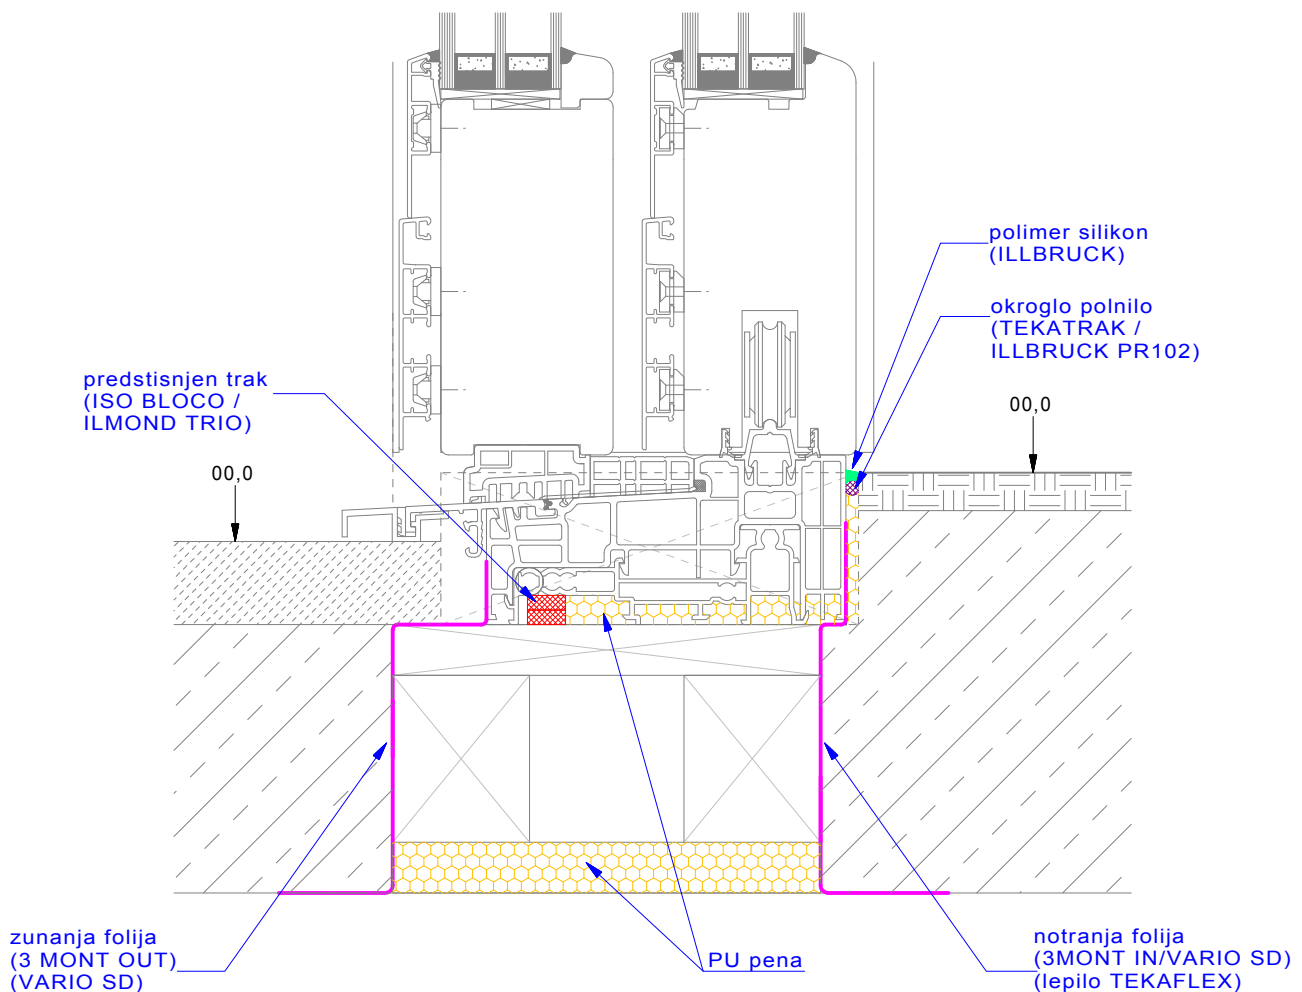 polimer silikon
(ILLBRUCK)
okroglo polnilo
(TEKATRAK /
ILLBRUCK PR102)
predstisnjen trak
(ISO BLOCO /
ILMOND TRIO)
00,0
00,0
zunanja folija
(3 MONT OUT)
(VARIO SD)
PU pena
notranja folija
(3MONT IN/VARIO SD)
(lepilo TEKAFLEX)